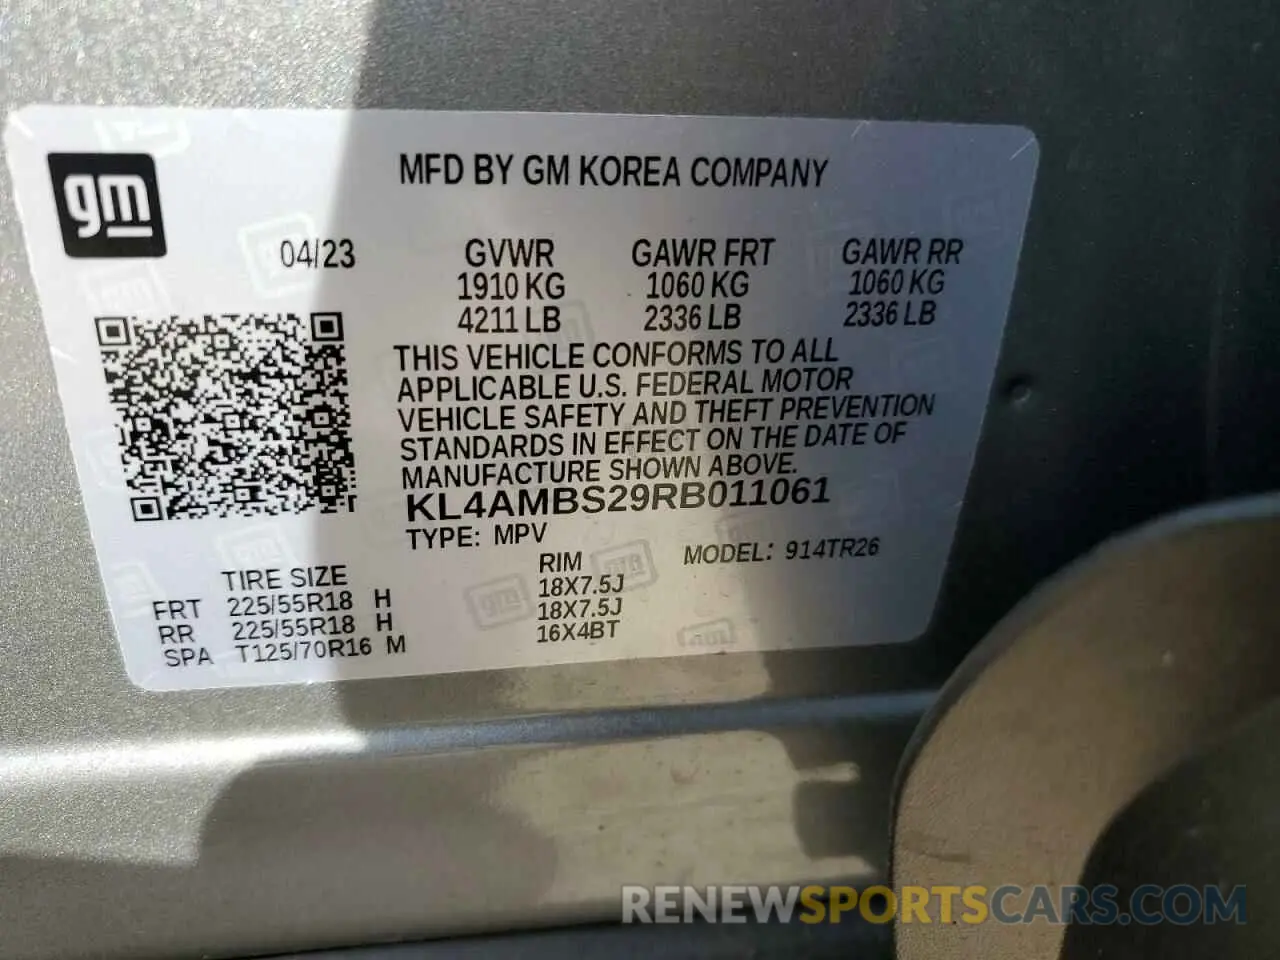 gm
MFD BY GM KOREA COMPANY
04/23 GVWR GAWR FRT GAWR RR
1910 KG 1060 KG 1060 KG
4211 LB 2336 LB 2336 LB
THIS VEHICLE CONFORMS TO ALL
APPLICABLE U.S. FEDERAL MOTOR
VEHICLE SAFETY AND THEFT PREVENTION
STANDARDS IN EFFECT ON THE DATE OF
MANUFACTURE SHOWN ABOVE.
KL4AMBS29RB011061
TYPE: MPV MODEL: 914TR26
TIRE SIZE RIM
FRT 225/55R18 H 18X7.5J
RR 225/55R18 H 18X7.5J
SPA T125/70R16 M 16X4BT
RENEWSPORTSCARS.COM